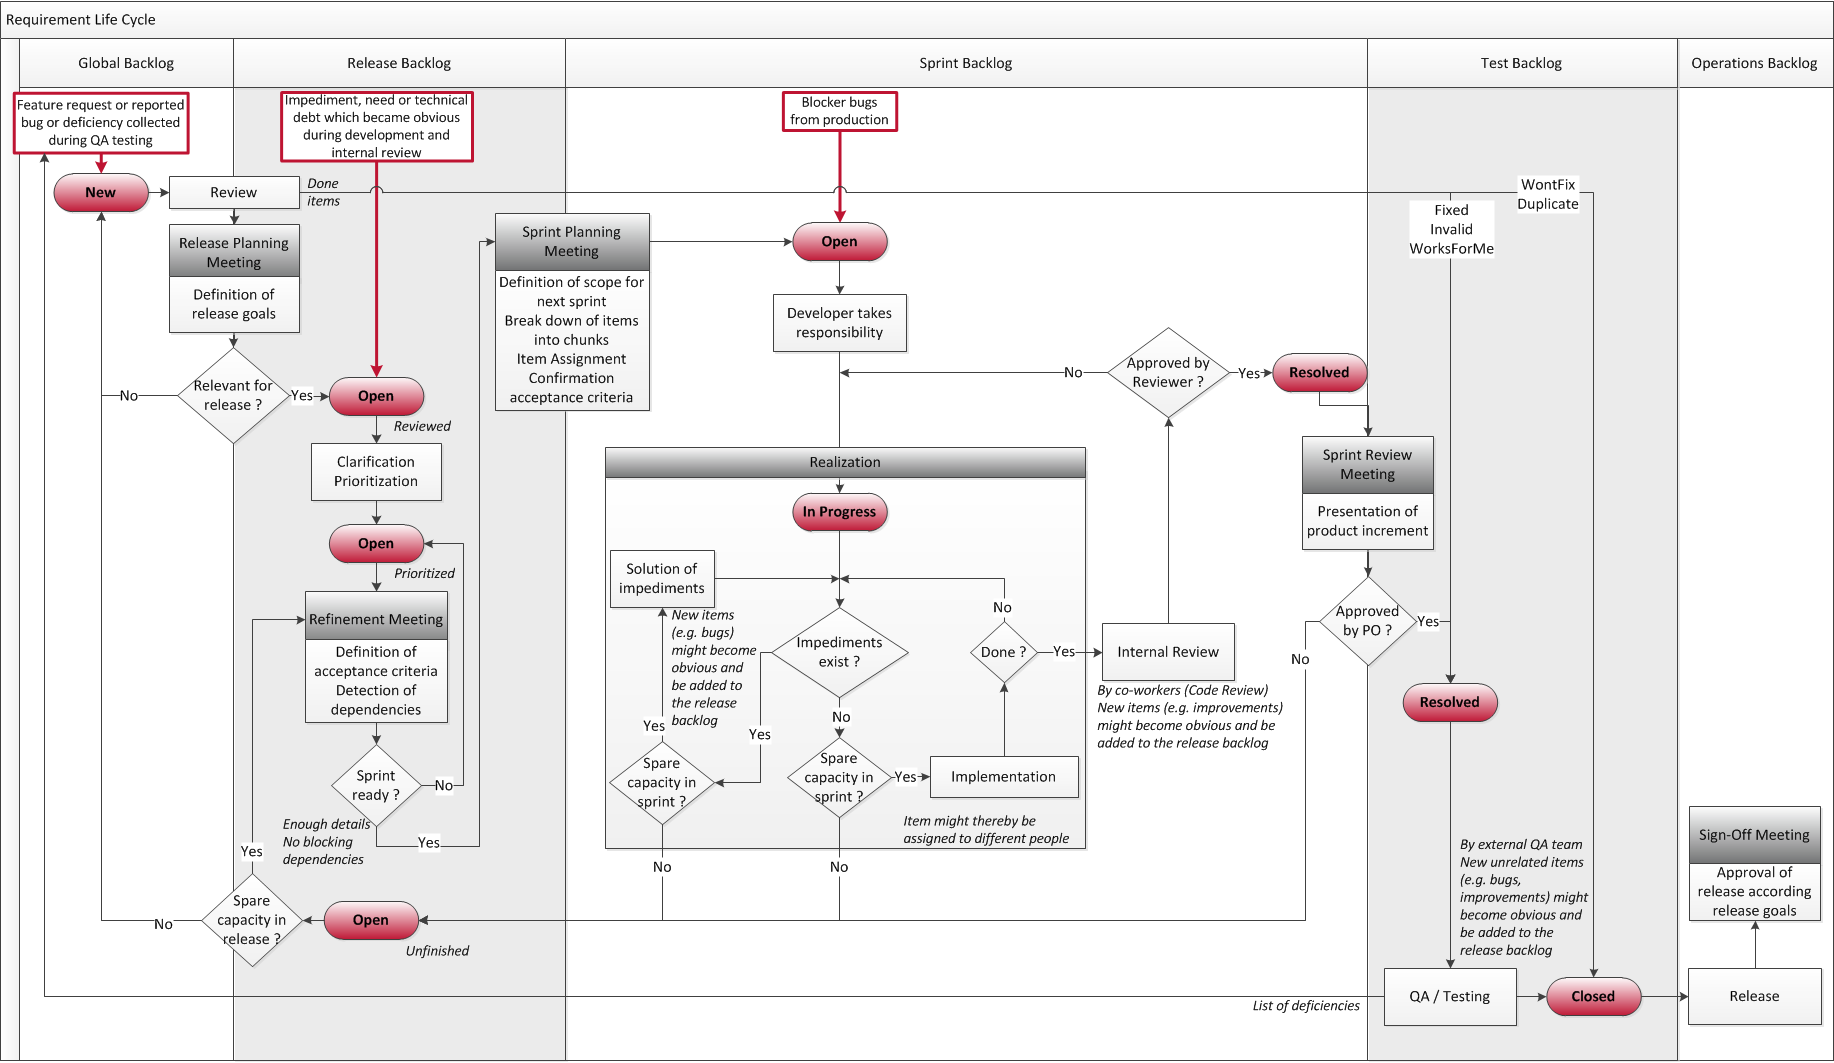 Requirement Life Cycle
Global Backlog
Release Backlog
Sprint Backlog
Test Backlog
Operations Backlog
Feature request or reported
bug or deficiency collected
during QA testing
Impediment, need or technical
debt which became obvious
during development and
internal review
Blocker bugs
from production
New
Review
Done
items
WontFix
Duplicate
Fixed
Invalid
WorksForMe
Release Planning
Meeting
Definition of
release goals
Sprint Planning
Meeting
Definition of scope for
next sprint
Break down of items
into chunks
Item Assignment
Confirmation
acceptance criteria
Open
Developer takes
responsibility
No
Relevant for
release ?
Yes
Open
Reviewed
No
Approved by
Reviewer ?
Yes
Resolved
Clarification
Prioritization
Realization
Sprint Review
Meeting
Presentation of
product increment
In Progress
Open
Prioritized
Solution of
impediments
New items
(e.g. bugs)
might become
obvious and
be added to
the release
backlog
Refinement Meeting
Definition of
acceptance criteria
Detection of
dependencies
Impediments
exist ?
No
Done ?
Yes
Internal Review
By co-workers (Code Review)
New items (e.g. improvements)
might become obvious and be
added to the release backlog
Approved
by PO ?
Yes
No
Resolved
Yes
Yes
No
Spare
capacity in
sprint ?
Spare
capacity in
sprint ?
Yes
Implementation
Item might thereby be
assigned to different people
Sprint
ready ?
No
Enough details
No blocking
dependencies
Yes
Yes
No
No
By external QA team
New unrelated items
(e.g. bugs,
improvements) might
become obvious and
be added to the
release backlog
Sign-Off Meeting
Approval of
release according
release goals
No
Spare
capacity in
release ?
Open
Unfinished
List of deficiencies
QA / Testing
Closed
Release